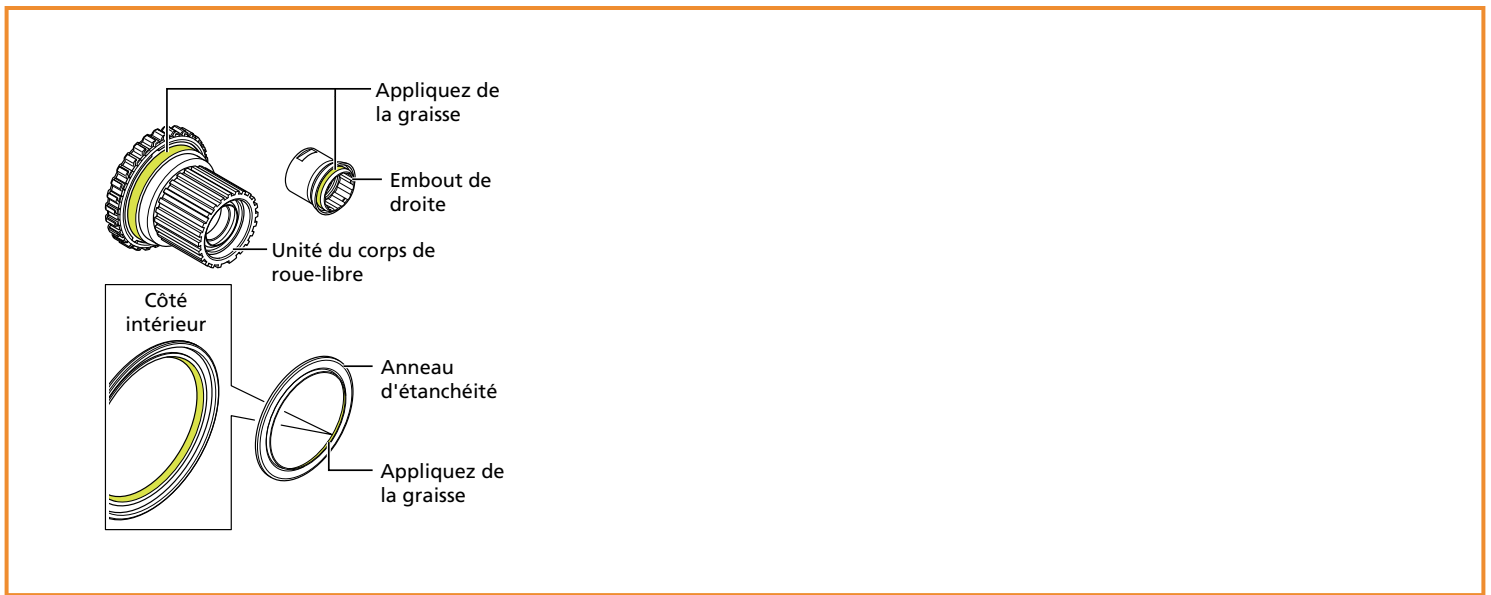 Appliquez de
la graisse
Embout de
droite
Unité du corps de
roue-libre
Côté
intérieur
Anneau
d'étanchéité
Appliquez de
la graisse